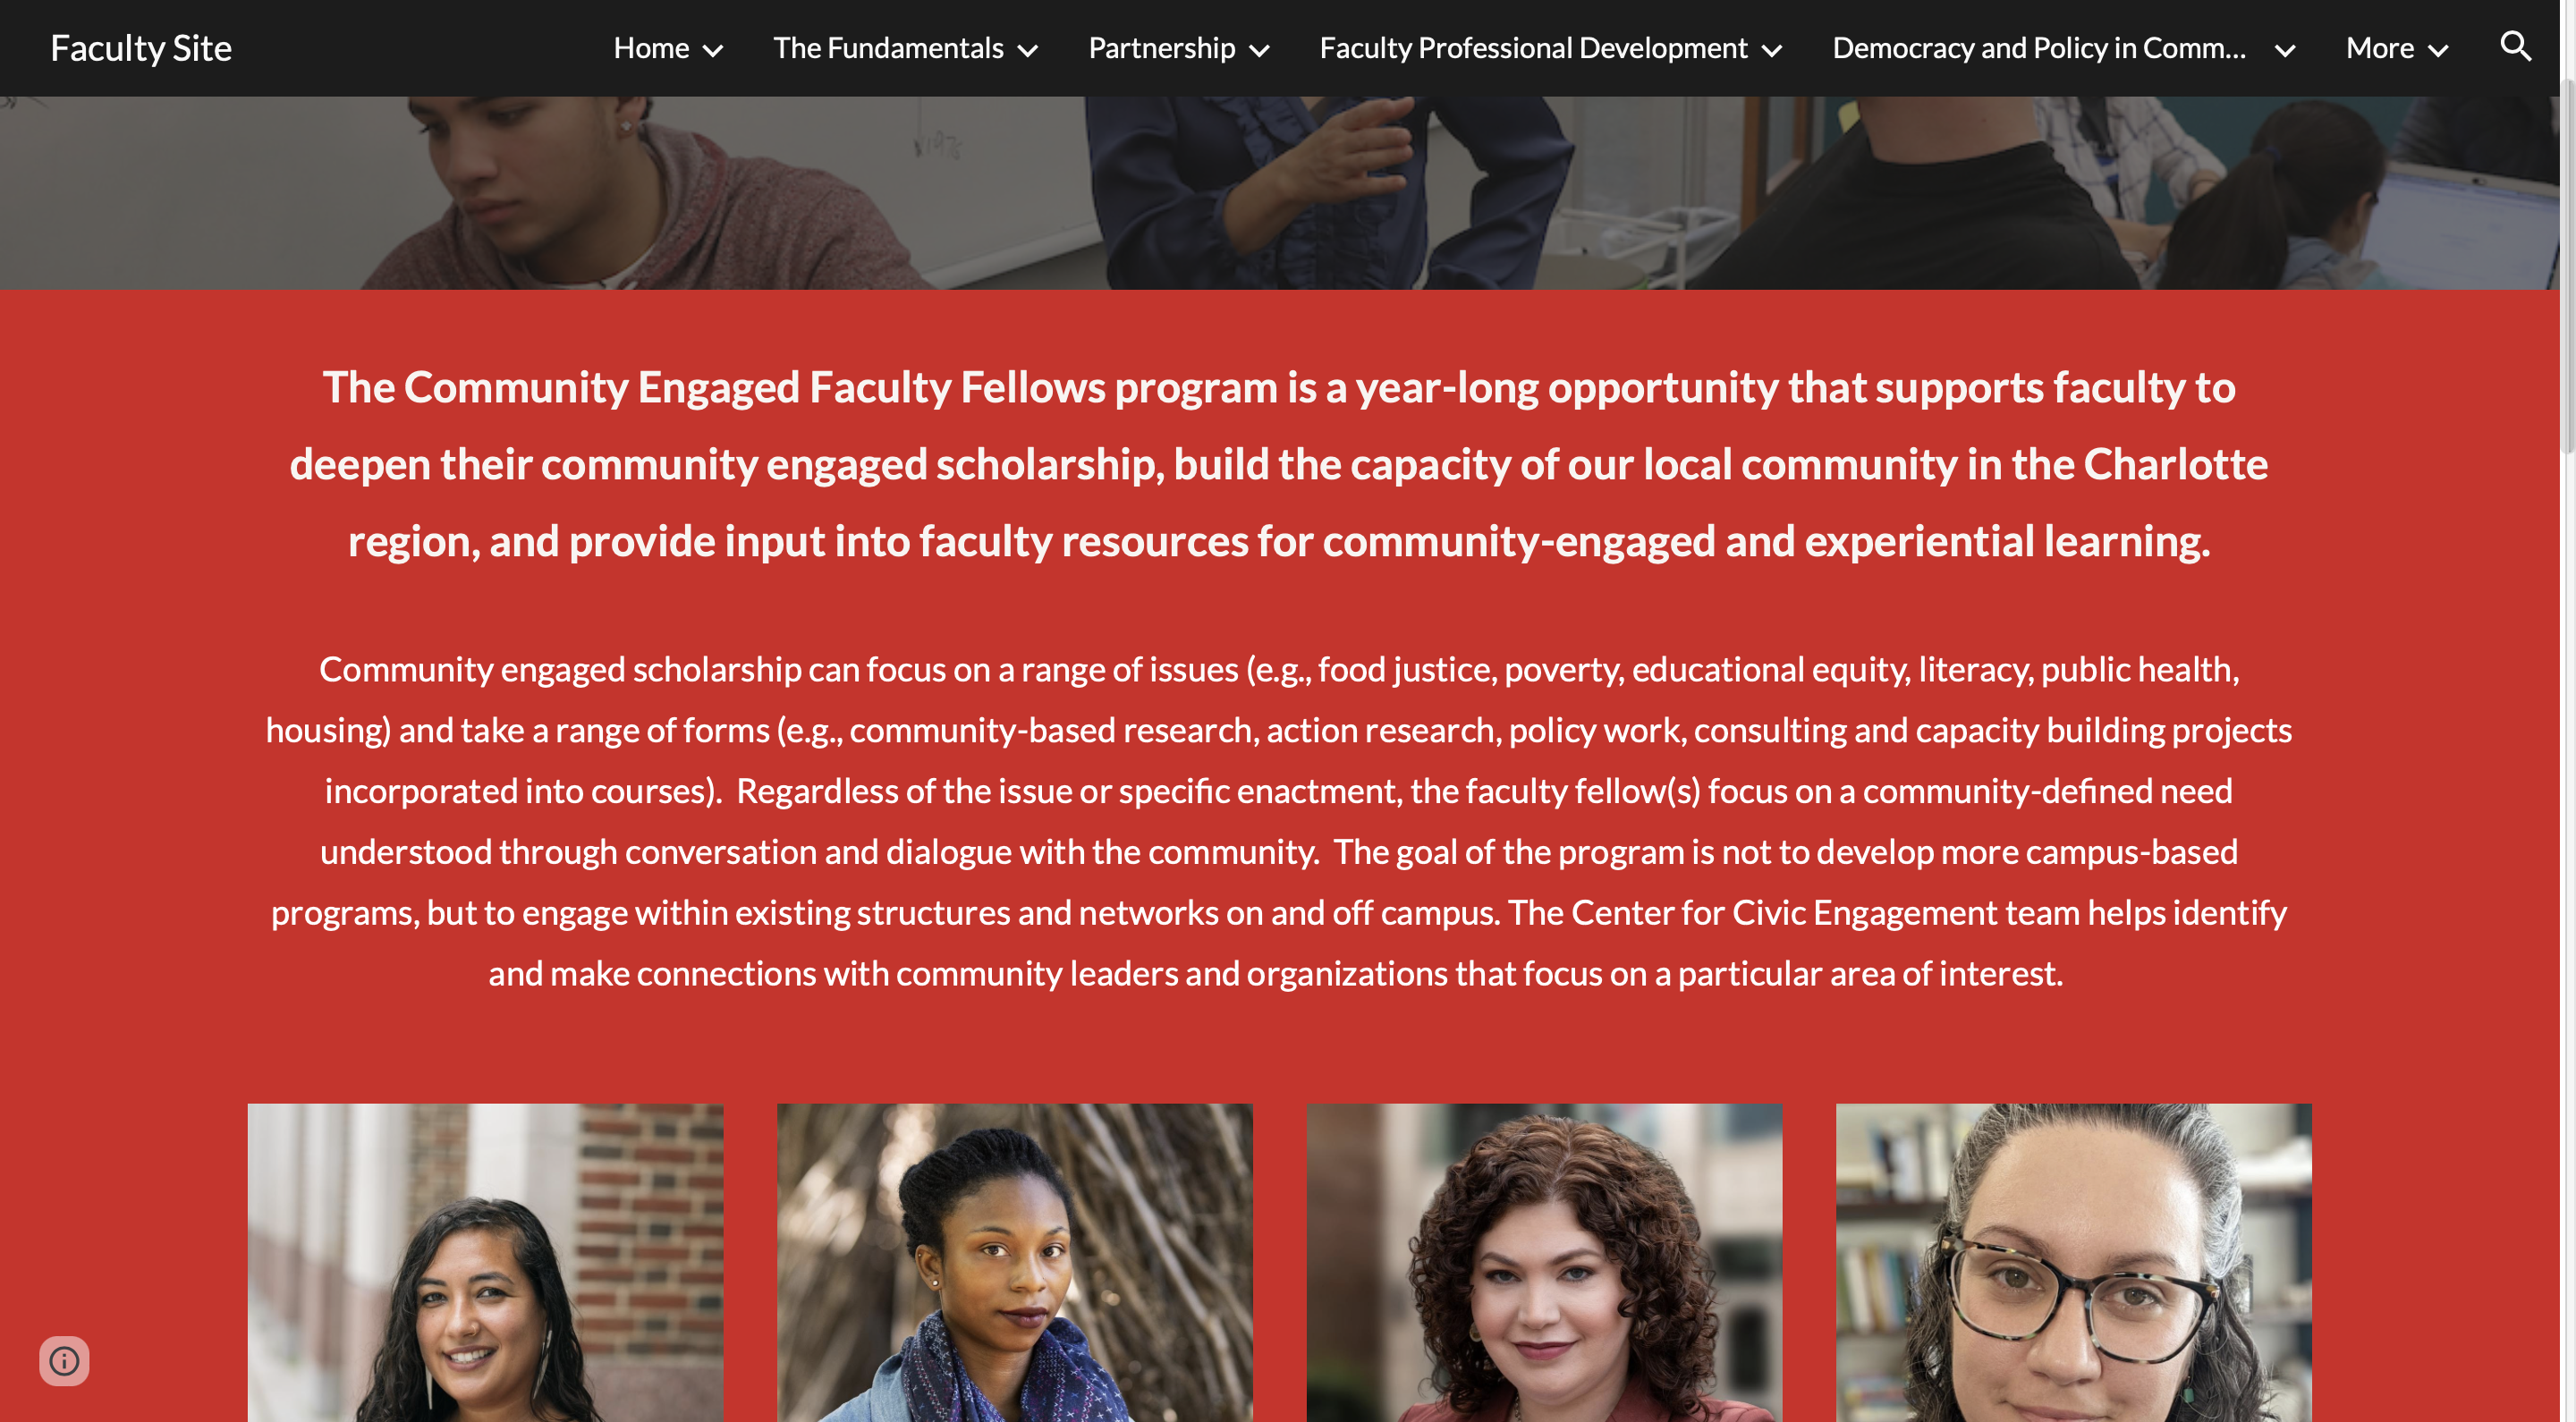 Faculty Site
Home
The Fundamentals
Partnership
Faculty Professional Development
Democracy and Policy in Comm...
More
The Community Engaged Faculty Fellows program is a year-long opportunity that supports faculty to
deepen their community engaged scholarship, build the capacity of our local community in the Charlotte
region, and provide input into faculty resources for community-engaged and experiential learning.
Community engaged scholarship can focus on a range of issues (e.g., food justice, poverty, educational equity, literacy, public health,
housing) and take a range of forms (e.g., community-based research, action research, policy work, consulting and capacity building projects
incorporated into courses).  Regardless of the issue or specific enactment, the faculty fellow(s) focus on a community-defined need
understood through conversation and dialogue with the community.  The goal of the program is not to develop more campus-based
programs, but to engage within existing structures and networks on and off campus. The Center for Civic Engagement team helps identify
and make connections with community leaders and organizations that focus on a particular area of interest.